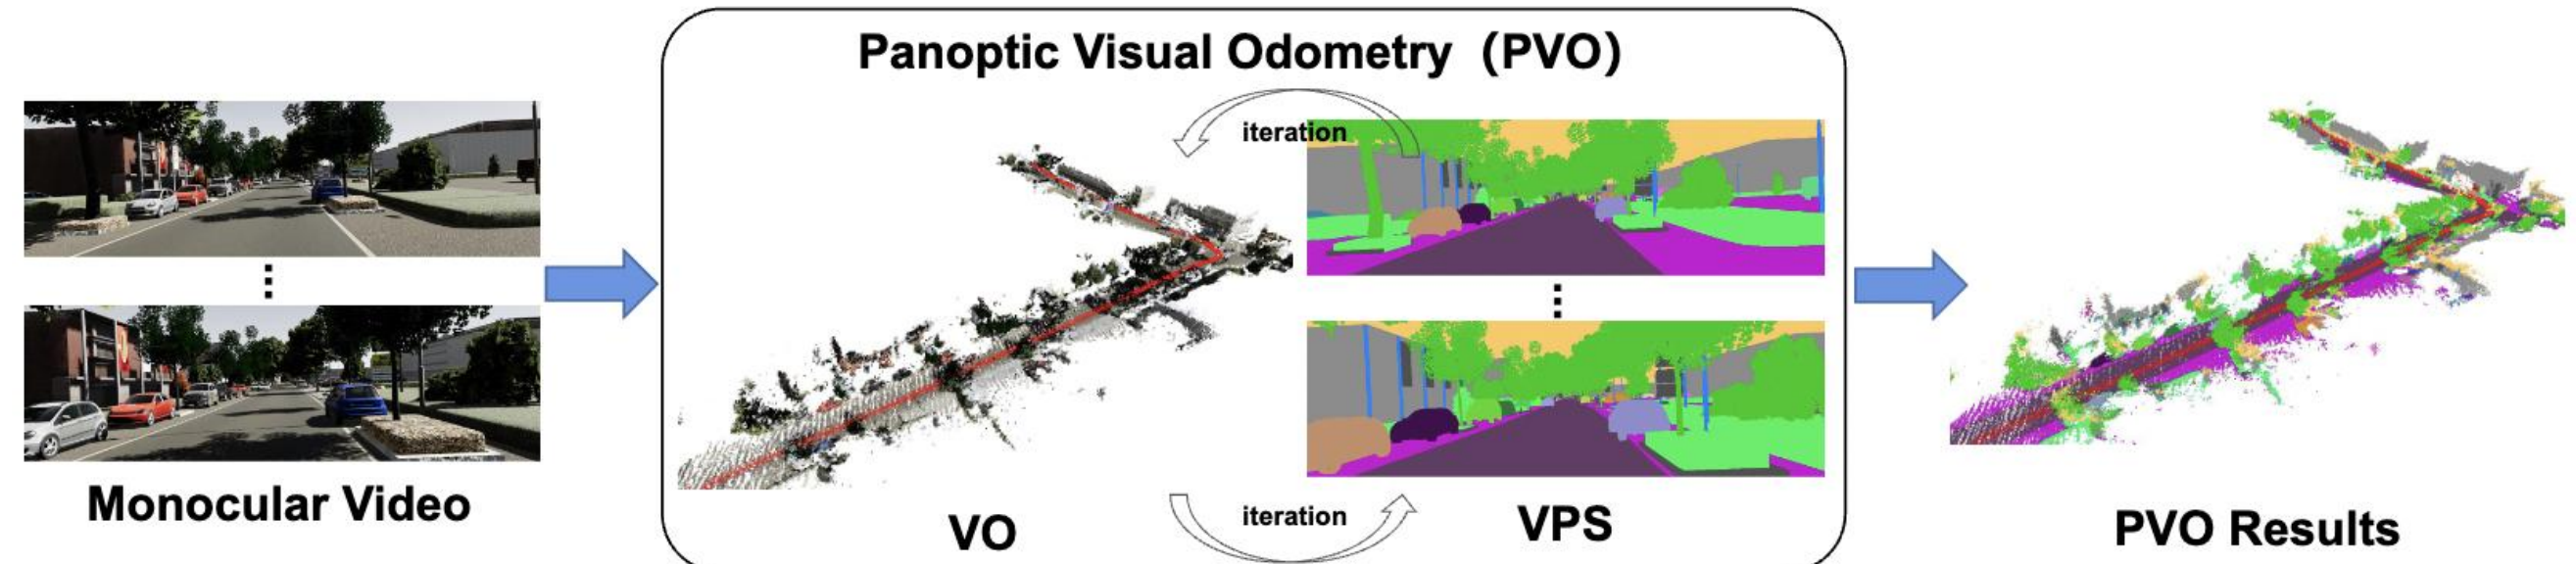 Panoptic Visual Odometry（PVO）
iteration
Monocular Video
VO
iteration
VPS
PVO Results